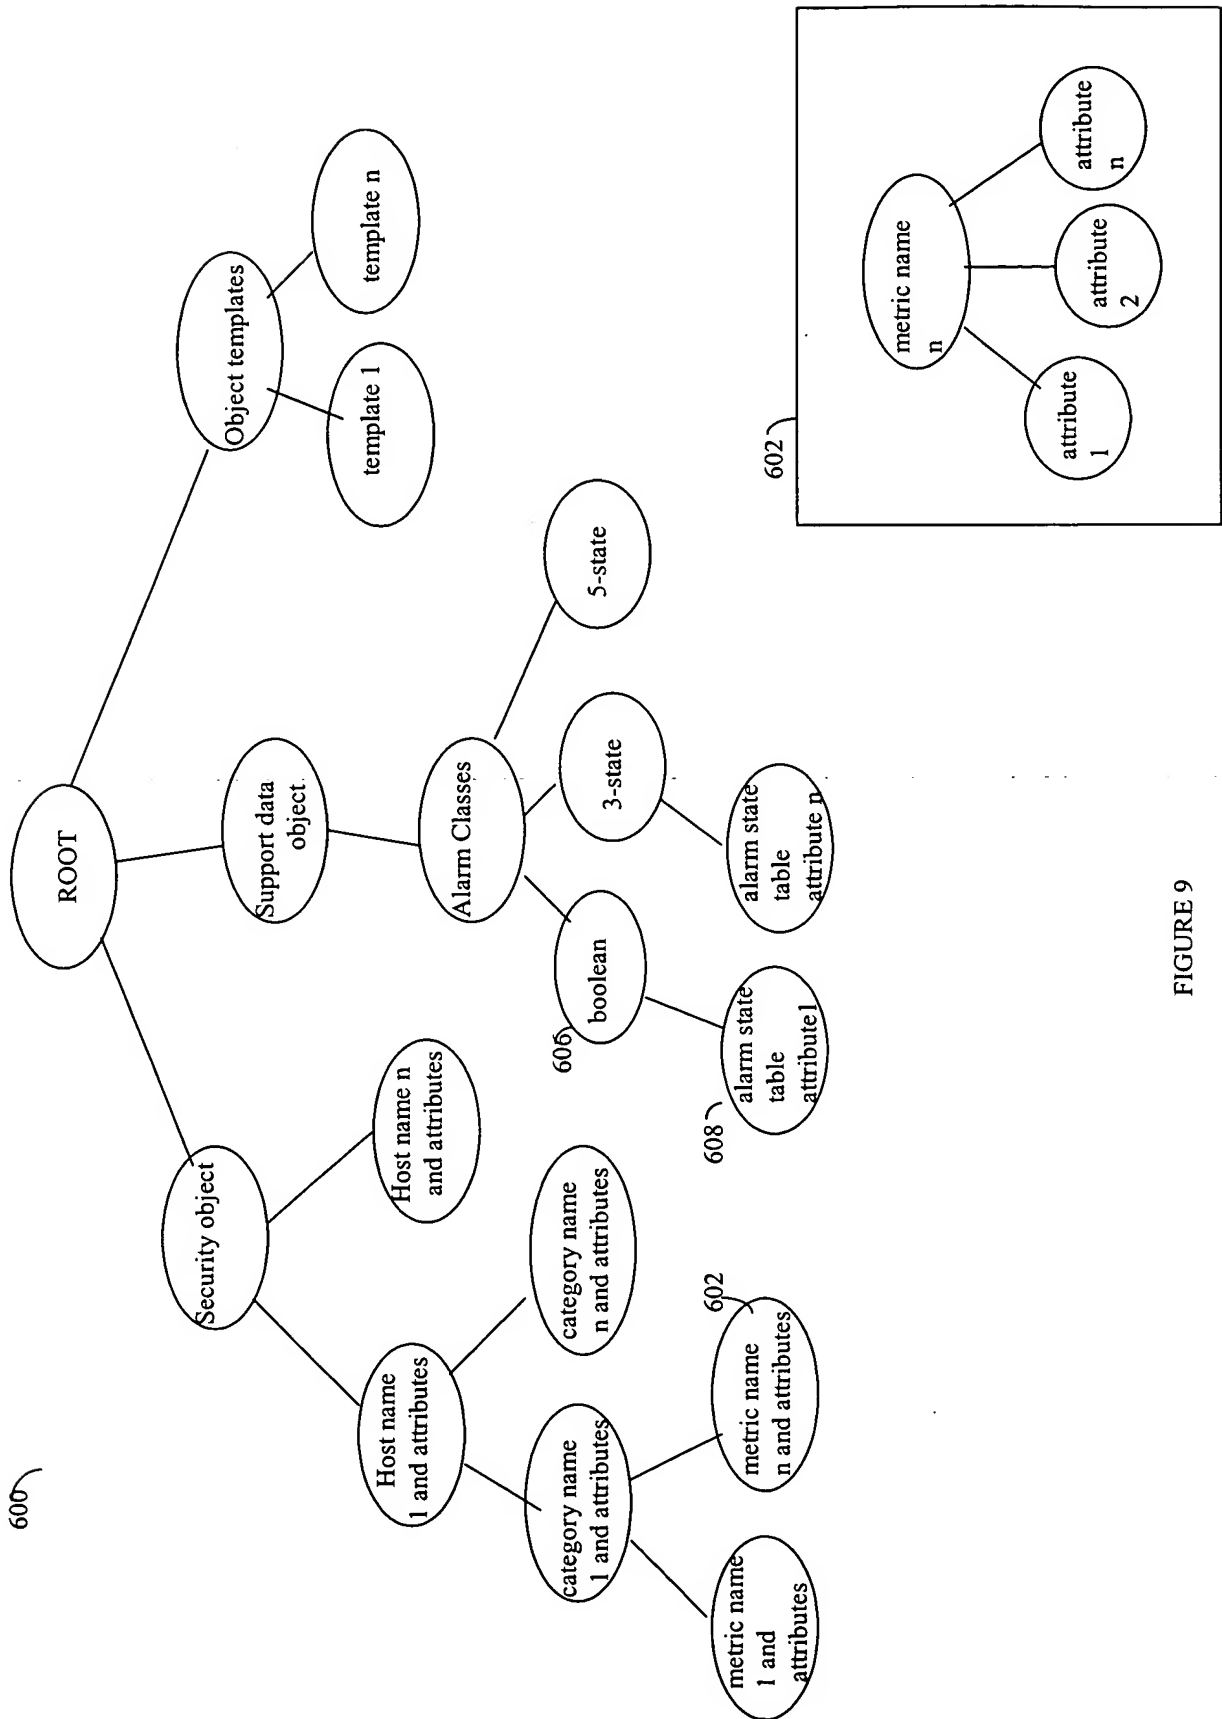 600
ROOT
Security object
Support data
object
Object templates
Host name
1 and attributes
Host name n
and attributes
Alarm Classes
template 1
template n
category name
1 and attributes
category name
n and attributes
606
boolean
3-state
5-state
metric name
1 and
attributes
602
metric name
n and attributes
608
alarm state
table
attribute1
alarm state
table
attribute n
602
metric name
n
attribute
1
attribute
2
attribute
n
FIGURE 9